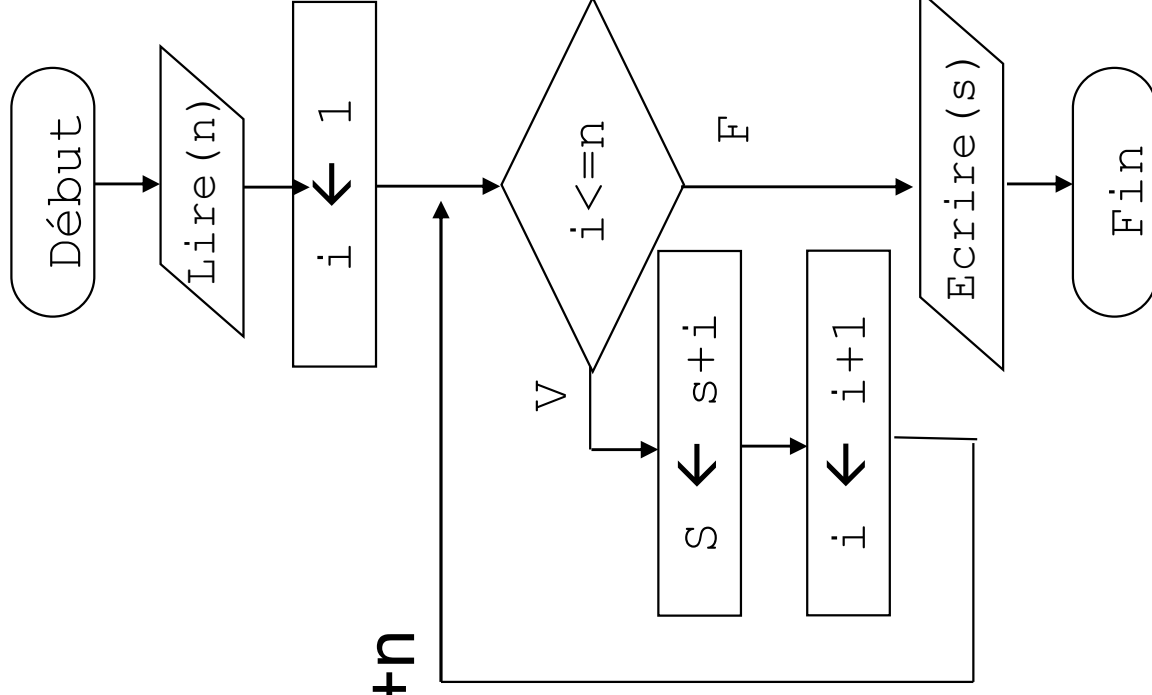 +n
Début
Lire(n)
i ← 1
i<=n
V
F
S ← s+i
i ← i+1
Ecrire(s)
Fin